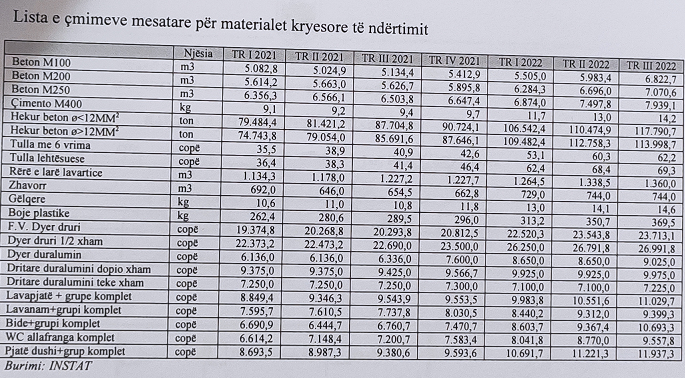 Lista e çmimeve mesatare për materialet kryesore të ndërtimit
Njësia TR I 2021 TR II 2021 TR III 2021 TR IV 2021 TR I 2022 TR II 2022 TR III 2022
Beton M100 m3 5.082,8 5.024,9 5.134,4 5.412,9 5.505,0 5.983,4 6.822,7
Beton M200 m3 5.614,2 5.663,0 5.626,7 5.895,8 6.284,3 6.696,0 7.070,6
Beton M250 m3 6.356,3 6.566,1 6.503,8 6.647,4 6.874,0 7.497,8 7.939,1
Çimento M400 kg 9,1 9,2 9,4 9,7 11,7 13,0 14,2
Hekur beton ø<12MM² ton 79.484,4 81.421,2 87.704,8 90.724,1 106.542,4 110.474,9 117.790,7
Hekur beton ø>12MM² ton 74.743,8 79.054,0 85.691,6 87.646,1 109.482,4 112.758,3 113.998,7
Tulla me 6 vrima copë 35,5 38,9 40,9 42,6 53,1 60,3 62,2
Tulla lehtësuese copë 36,4 38,3 41,4 46,4 62,4 68,4 69,3
Rërë e larë lavartice m3 1.134,3 1.178,0 1.227,2 1.227,7 1.264,5 1.338,5 1.360,0
Zhavorr m3 692,0 646,0 654,5 662,8 729,0 744,0 744,0
Gëlqere kg 10,6 11,0 10,8 11,8 13,0 14,1 14,6
Boje plastike kg 262,4 280,6 289,5 296,0 313,2 350,7 369,5
F.V. Dyer druri copë 19.374,8 20.268,8 20.293,8 20.812,5 22.520,3 23.543,8 23.713,1
Dyer druri 1/2 xham copë 22.373,2 22.473,2 22.690,0 23.500,0 26.250,0 26.791,8 26.991,8
Dyer duralumin copë 6.136,0 6.136,0 6.336,0 7.600,0 8.650,0 8.650,0 9.025,0
Dritare duralumini dopio xham copë 9.375,0 9.375,0 9.425,0 9.566,7 9.925,0 9.925,0 9.975,0
Dritare duralumini teke xham copë 7.250,0 7.250,0 7.250,0 7.300,0 7.100,0 7.100,0 7.225,0
Lavapjatë + grupe komplet copë 8.849,4 9.346,3 9.543,9 9.553,5 9.983,8 10.551,6 11.029,7
Lavanam+grupi komplet copë 7.595,7 7.610,5 7.737,8 8.030,5 8.440,2 9.312,0 9.399,3
Bide+grupi komplet copë 6.690,9 6.444,7 6.760,7 7.470,7 8.603,7 9.367,4 10.693,3
WC allafranga komplet copë 6.614,2 7.148,4 7.200,7 7.583,4 8.041,8 8.770,0 9.557,8
Pjatë dushi+grup komplet copë 8.693,5 8.987,3 9.380,6 9.593,6 10.691,7 11.221,3 11.937,3
Burimi: INSTAT